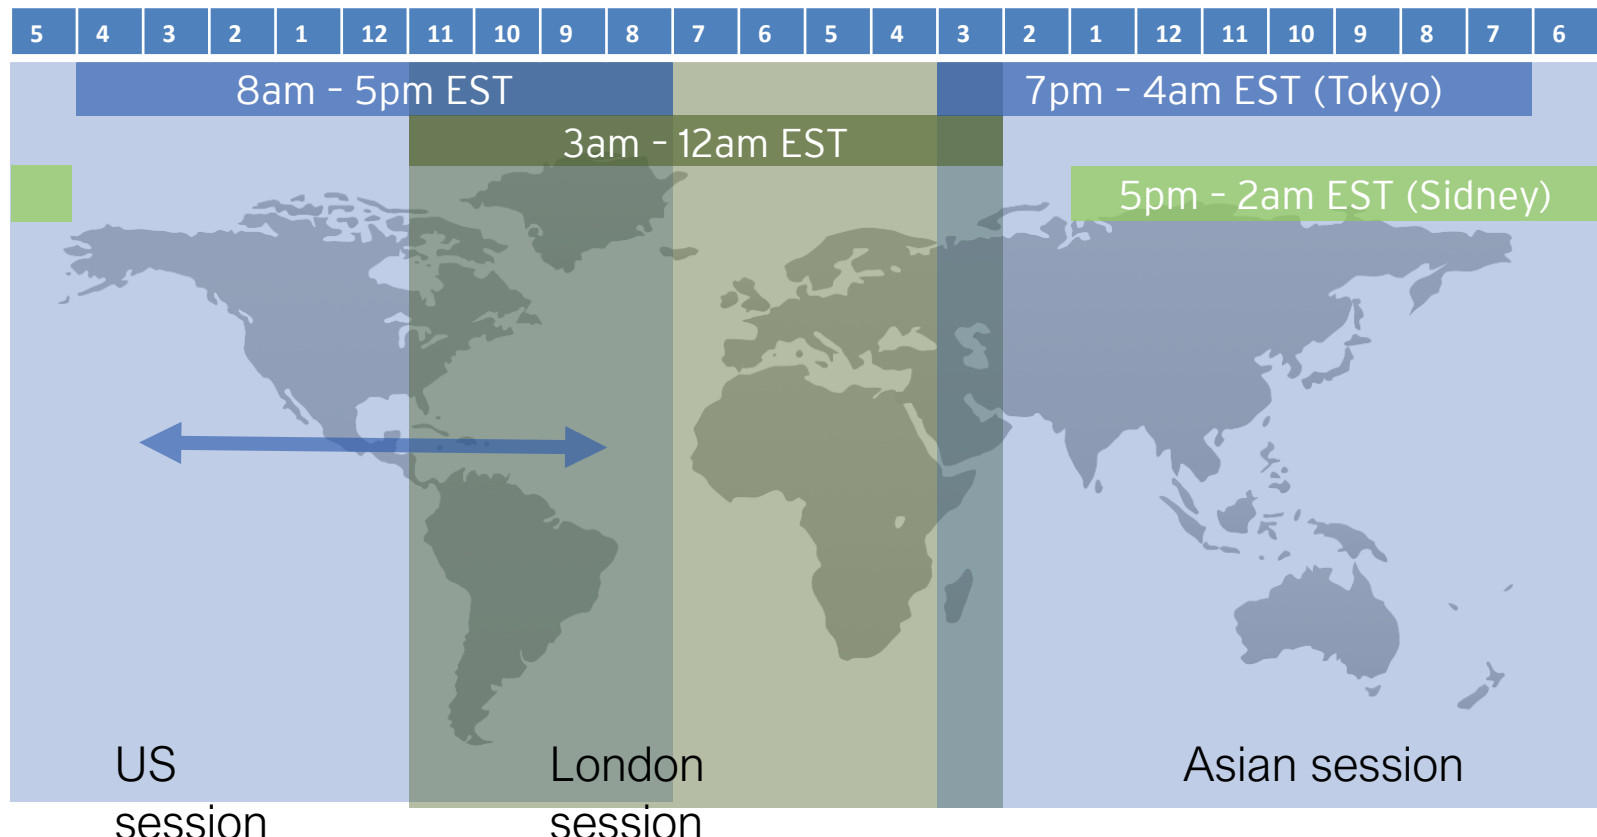 5 4 3 2 1 12 11 10 9 8 7 6 5 4 3 2 1 12 11 10 9 8 7 6
8am – 5pm EST
7pm – 4am EST (Tokyo)
3am – 12am EST
5pm – 2am EST (Sidney)
US
session
London
session
Asian session